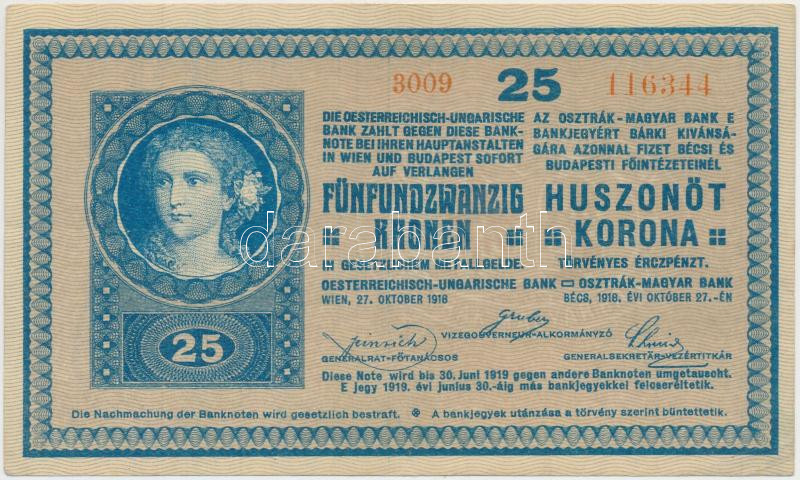 3009 25 116344
DIE OESTERREICHISCH-UNGARISCHE
BANK ZAHLT GEGEN DIESE BANK-
NOTE BEI IHREN HAUPTANSTALTEN
IN WIEN UND BUDAPEST SOFORT
AUF VERLANGEN
FÜNFUNDZWANZIG
KRONEN
IN GESETZLICHEM METALLGELDE.
OESTERREICHISCH-UNGARISCHE BANK
WIEN, 27. OKTOBER 1918
AZ OSZTRÁK-MAGYAR BANK E
BANKJEGYÉRT BÁRKI KIVÁNSÁ-
GÁRA AZONNAL FIZET BÉCSI ÉS
BUDAPESTI FŐINTÉZETEINÉL
HUSZONÖT
KORONA
TÖRVÉNYES ÉRCZPÉNZT.
OSZTRÁK-MAGYAR BANK
BÉCS, 1918. ÉVI OKTÓBER 27.-ÉN
darabanth
25
Gruber
VIZEGOUVERNEUR-ALKORMÁNYZÓ
GENERALRAT-FŐTANÁCSOS
GENERALSEKRETÄR-VEZÉRTITKÁR
Diese Note wird bis 30. Juni 1919 gegen andere Banknoten umgetauscht.
E jegy 1919. évi junius 30.-áig más bankjegyekkel felcseréltetik.
Die Nachmachung der Banknoten wird gesetzlich bestraft. A bankjegyek utánzása a törvény szerint büntettetik.